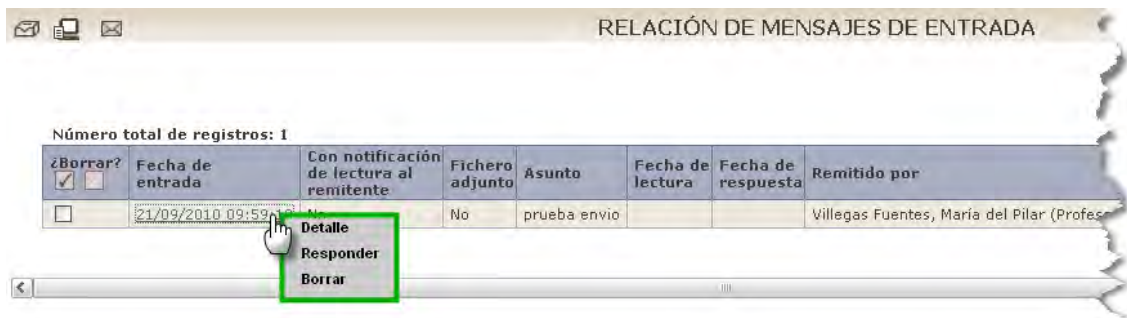 RELACIÓN DE MENSAJES DE ENTRADA
Número total de registros: 1
¿Borrar?
Fecha de
entrada
Con notificación
de lectura al
remitente
Fichero
adjunto
Asunto
Fecha de
lectura
Fecha de
respuesta
Remitido por
21/09/2010 09:59:
No
No
prueba envio
Villegas Fuentes, María del Pilar (Profes
Detalle
Responder
Borrar